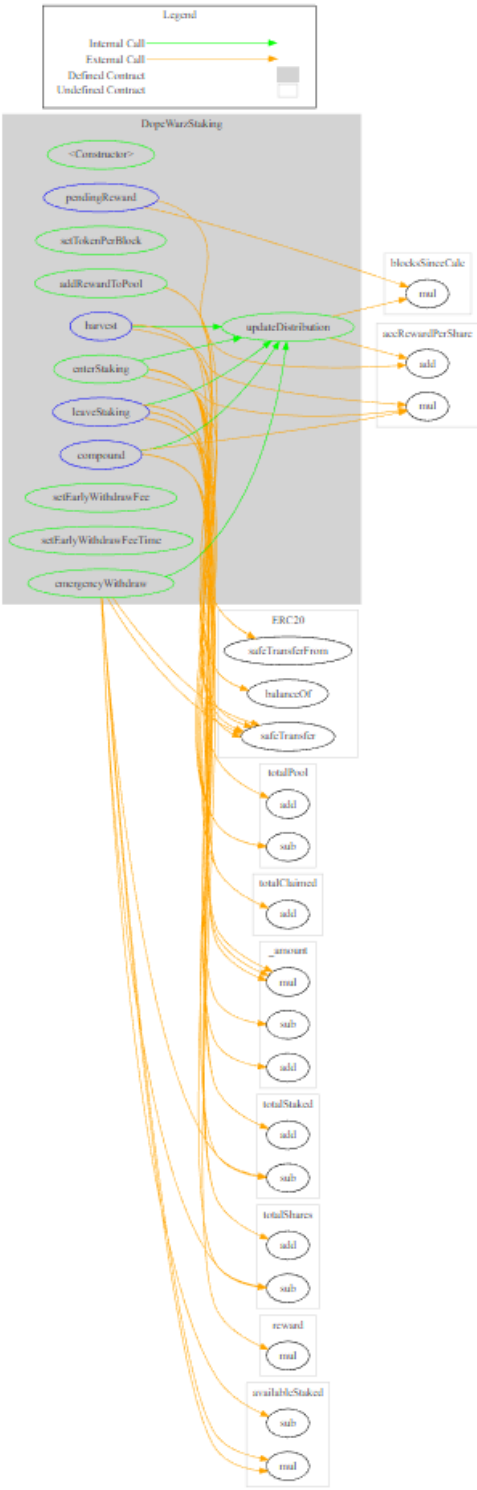 Legend
Internal Call
External Call
Defined Contract
Undefined Contract
DopeWarzStaking
<Constructor>
pendingReward
setTokenPerBlock
addRewardToPool
harvest
updateDistribution
enterStaking
leaveStaking
compound
setEarlyWithdrawFee
setEarlyWithdrawFeeTime
emergencyWithdraw
blocksSinceCalc
mul
accRewardPerShare
add
mul
ERC20
safeTransferFrom
balanceOf
safeTransfer
totalPool
add
sub
totalClaimed
add
_amount
mul
sub
add
totalStaked
add
sub
totalShares
add
sub
reward
mul
availableStaked
sub
mul